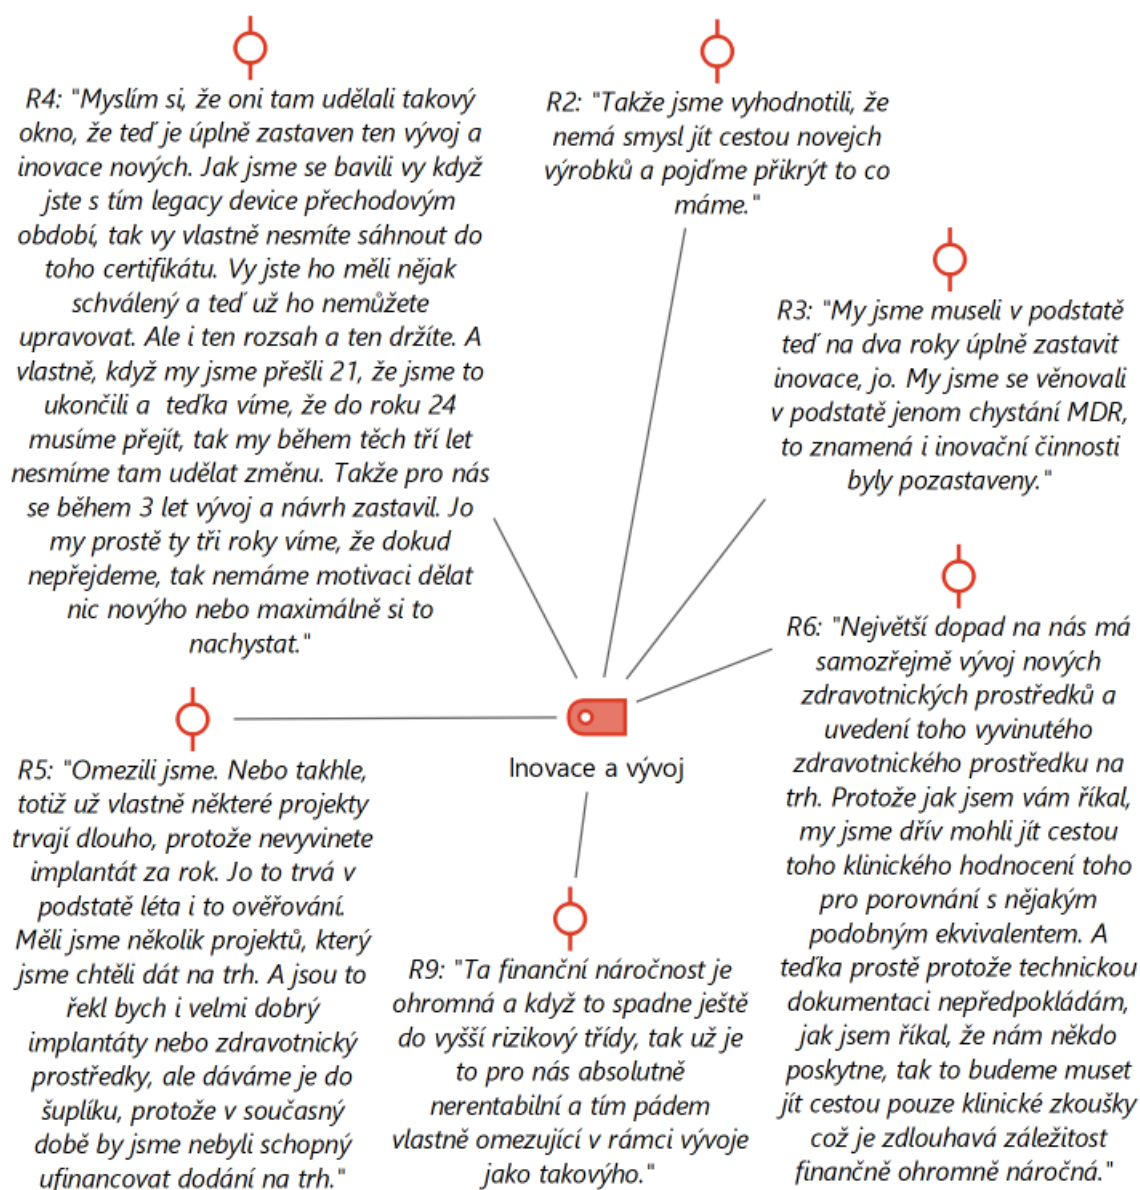 R4: "Myslím si, že oni tam udělali takový
okno, že teď je úplně zastaven ten vývoj a
inovace nových. Jak jsme se bavili vy když
jste s tím legacy device přechodovým
období, tak vy vlastně nesmíte sáhnout do
toho certifikátu. Vy jste ho měli nějak
schválený a teď už ho nemůžete
upravovat. Ale i ten rozsah a ten držíte. A
vlastně, když my jsme přešli 21, že jsme to
ukončili a  teďka víme, že do roku 24
musíme přejít, tak my během těch tří let
nesmíme tam udělat změnu. Takže pro nás
se během 3 let vývoj a návrh zastavil. Jo
my prostě ty tři roky víme, že dokud
nepřejdeme, tak nemáme motivaci dělat
nic novýho nebo maximálně si to
nachystat."
R2: "Takže jsme vyhodnotili, že
nemá smysl jít cestou novejch
výrobků a pojďme přikrýt to co
máme."
R3: "My jsme museli v podstatě
teď na dva roky úplně zastavit
inovace, jo. My jsme se věnovali
v podstatě jenom chystání MDR,
to znamená i inovační činnosti
byly pozastaveny."
R6: "Největší dopad na nás má
samozřejmě vývoj nových
zdravotnických prostředků a
uvedení toho vyvinutého
zdravotnického prostředku na
trh. Protože jak jsem vám říkal,
my jsme dřív mohli jít cestou
toho klinického hodnocení toho
pro porovnání s nějakým
podobným ekvivalentem. A
teďka prostě protože technickou
dokumentaci nepředpokládám,
jak jsem říkal, že nám někdo
poskytne, tak to budeme muset
jít cestou pouze klinické zkoušky
což je zdlouhavá záležitost
finančně ohromně náročná."
Inovace a vývoj
R5: "Omezili jsme. Nebo takhle,
totiž už vlastně některé projekty
trvají dlouho, protože nevyvinete
implantát za rok. Jo to trvá v
podstatě léta i to ověřování.
Měli jsme několik projektů, který
jsme chtěli dát na trh. A jsou to
řekl bych i velmi dobrý
implantáty nebo zdravotnický
prostředky, ale dáváme je do
šuplíku, protože v současný
době by jsme nebyli schopný
ufinancovat dodání na trh."
R9: "Ta finanční náročnost je
ohromná a když to spadne ještě
do vyšší rizikový třídy, tak už je
to pro nás absolutně
nerentabilní a tím pádem
vlastně omezující v rámci vývoje
jako takovýho."